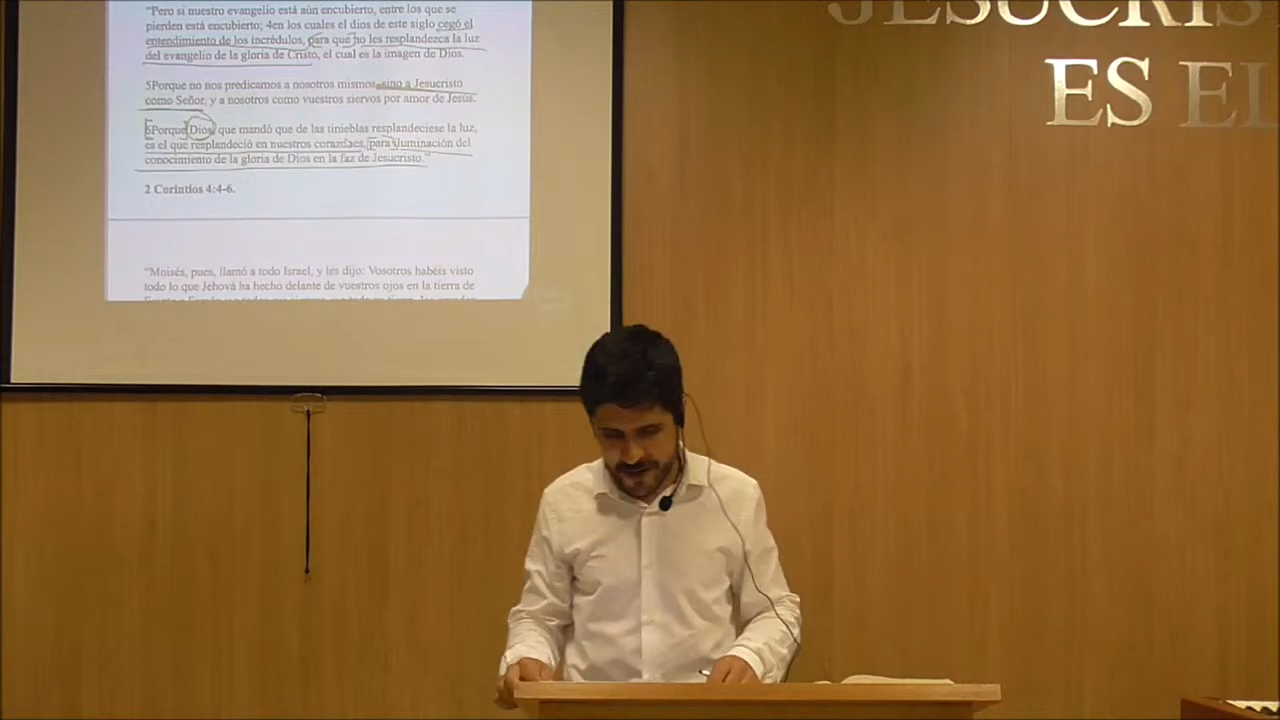 "Pero si nuestro evangelio está aún encubierto, entre los que se
pierden está encubierto; 4en los cuales el dios de este siglo cegó el
entendimiento de los incrédulos, para que no les resplandezca la luz
del evangelio de la gloria de Cristo, el cual es la imagen de Dios.
5Porque no nos predicamos a nosotros mismos, sino a Jesucristo
como Señor, y a nosotros como vuestros siervos por amor de Jesús.
6Porque Dios, que mandó que de las tinieblas resplandeciese la luz,
es el que resplandeció en nuestros corazones, para iluminación del
conocimiento de la gloria de Dios en la faz de Jesucristo."
2 Corintios 4:4-6.
"Moisés, pues, llamó a todo Israel, y les dijo: Vosotros habéis visto
todo lo que Jehová ha hecho delante de vuestros ojos en la tierra de
JESUCRIS
ES EL